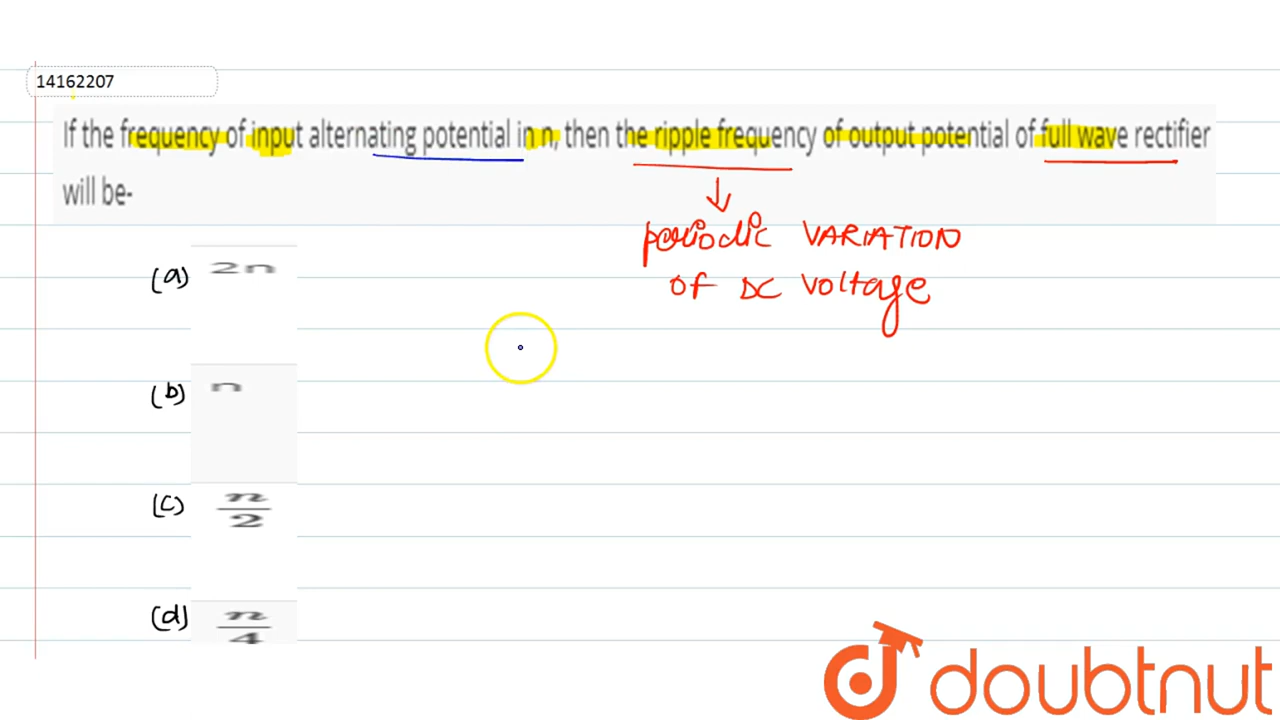 14162207
If the frequency of input alternating potential in n, then the ripple frequency of output potential of full wave rectifier
will be-
periodic VARIATION
of DC Voltage
(a) 2n
(b) n
(c) n/2
(d) n/4
doubtnut